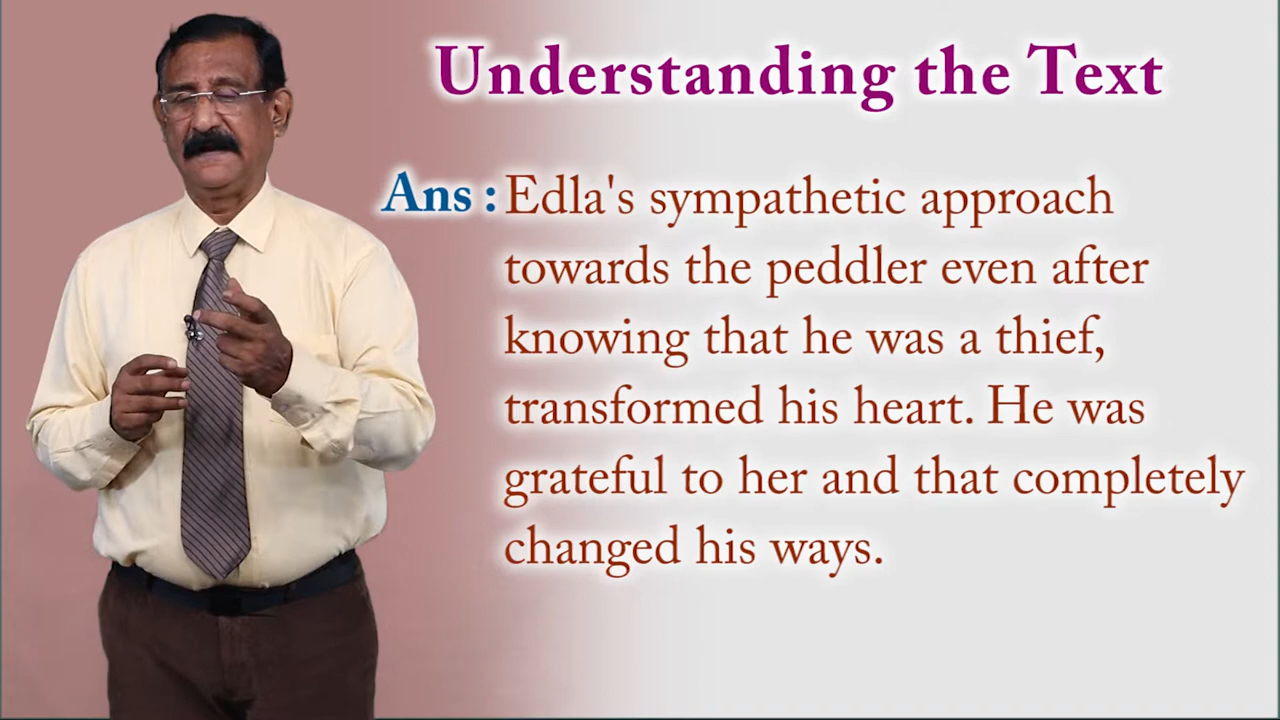 Understanding the Text
Ans : Edla's sympathetic approach
towards the peddler even after
knowing that he was a thief,
transformed his heart. He was
grateful to her and that completely
changed his ways.